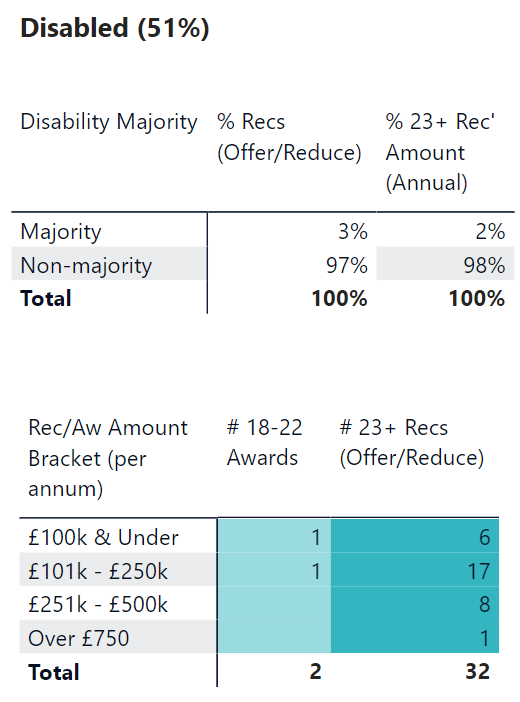 Disabled (51%)
Disability Majority % Recs (Offer/Reduce) % 23+ Rec' Amount (Annual)
Majority 3% 2%
Non-majority 97% 98%
Total 100% 100%
Rec/Aw Amount Bracket (per annum) # 18-22 Awards # 23+ Recs (Offer/Reduce)
£100k & Under 1 6
£101k - £250k 1 17
£251k - £500k 8
Over £750 1
Total 2 32